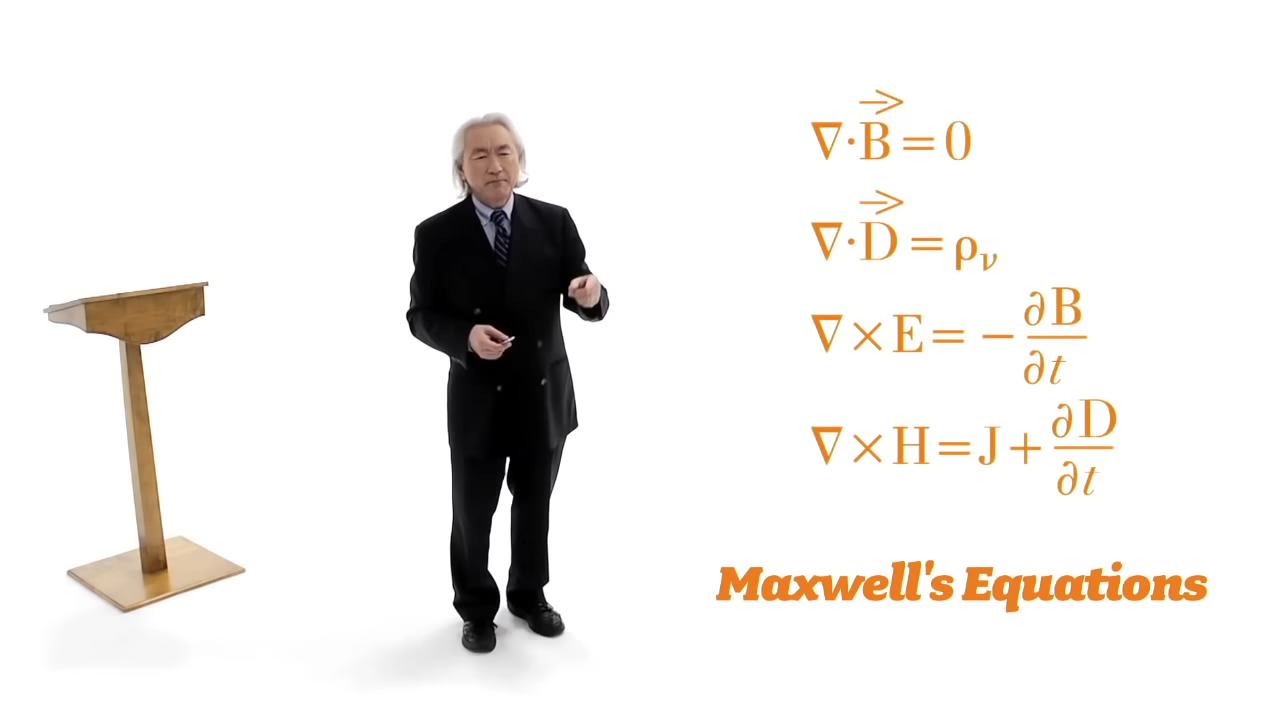 ∇·B⃗ = 0
∇·D⃗ = ρᵥ
∇×E = −∂B/∂t
∇×H = J + ∂D/∂t
Maxwell's Equations